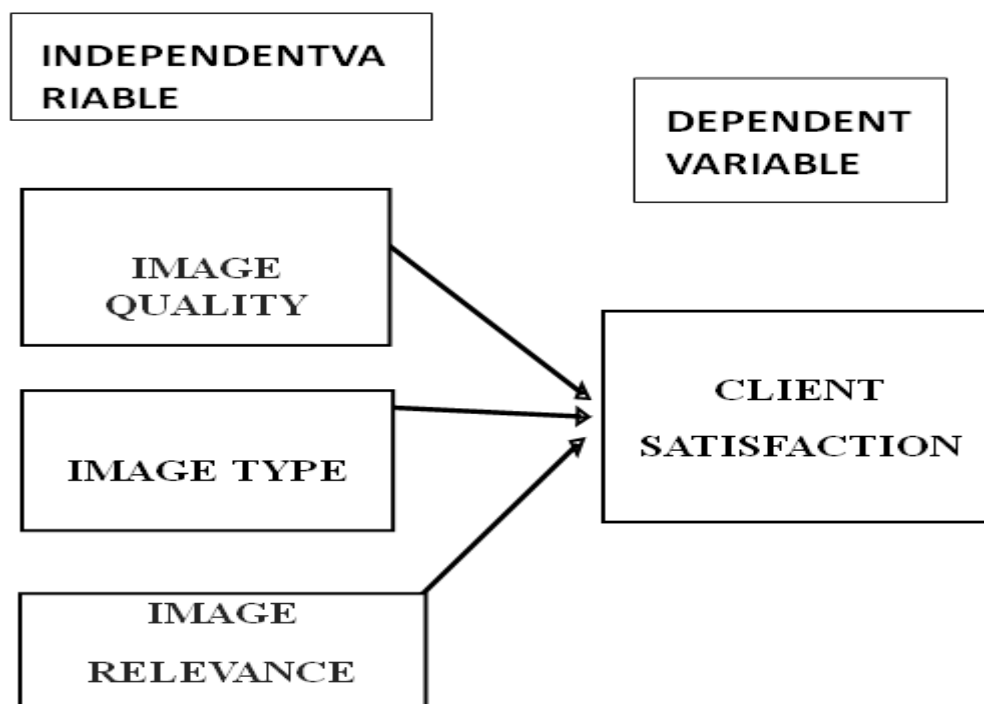 INDEPENDENTVA
RIABLE
DEPENDENT
VARIABLE
IMAGE
QUALITY
IMAGE TYPE
IMAGE
RELEVANCE
CLIENT
SATISFACTION